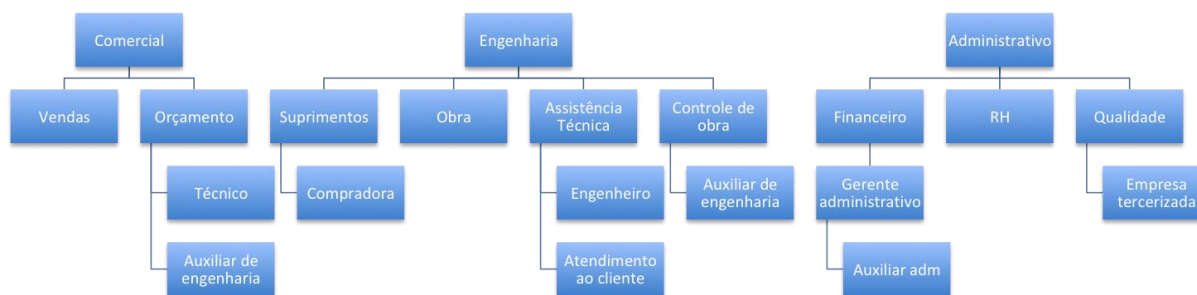 Comercial
Engenharia
Administrativo
Vendas
Orçamento
Suprimentos
Obra
Assistência
Técnica
Controle de
obra
Financeiro
RH
Qualidade
Técnico
Compradora
Engenheiro
Auxiliar de
engenharia
Gerente
administrativo
Empresa
tercerizada
Auxiliar de
engenharia
Atendimento
ao cliente
Auxiliar adm